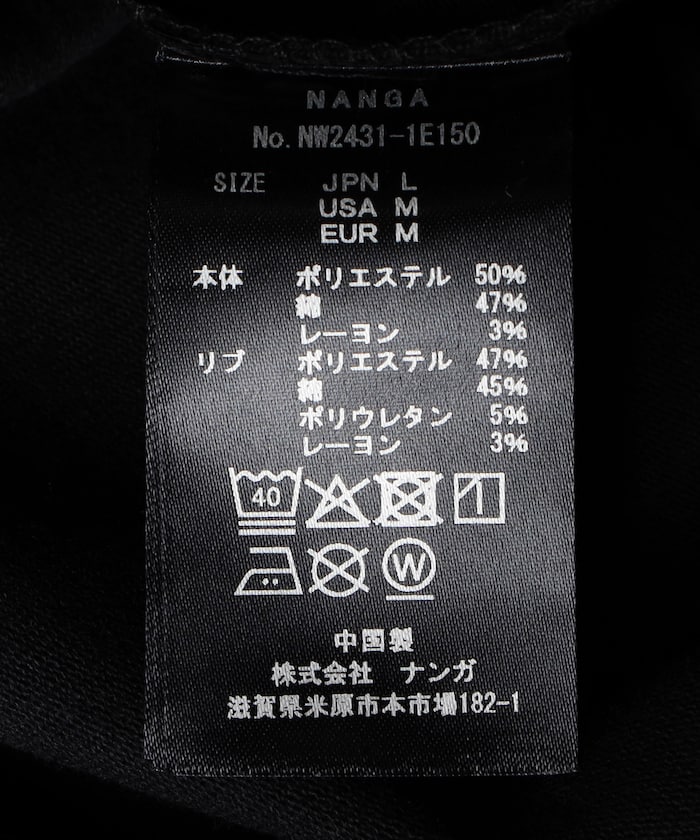 NANGA
No. NW2431-1E150
SIZE JPN L
USA M
EUR M
本体 ポリエステル 50%
綿 47%
レーヨン 3%
リブ ポリエステル 47%
綿 45%
ポリウレタン 5%
レーヨン 3%
40
W
中国製
株式会社 ナンガ
滋賀県米原市本市場182-1